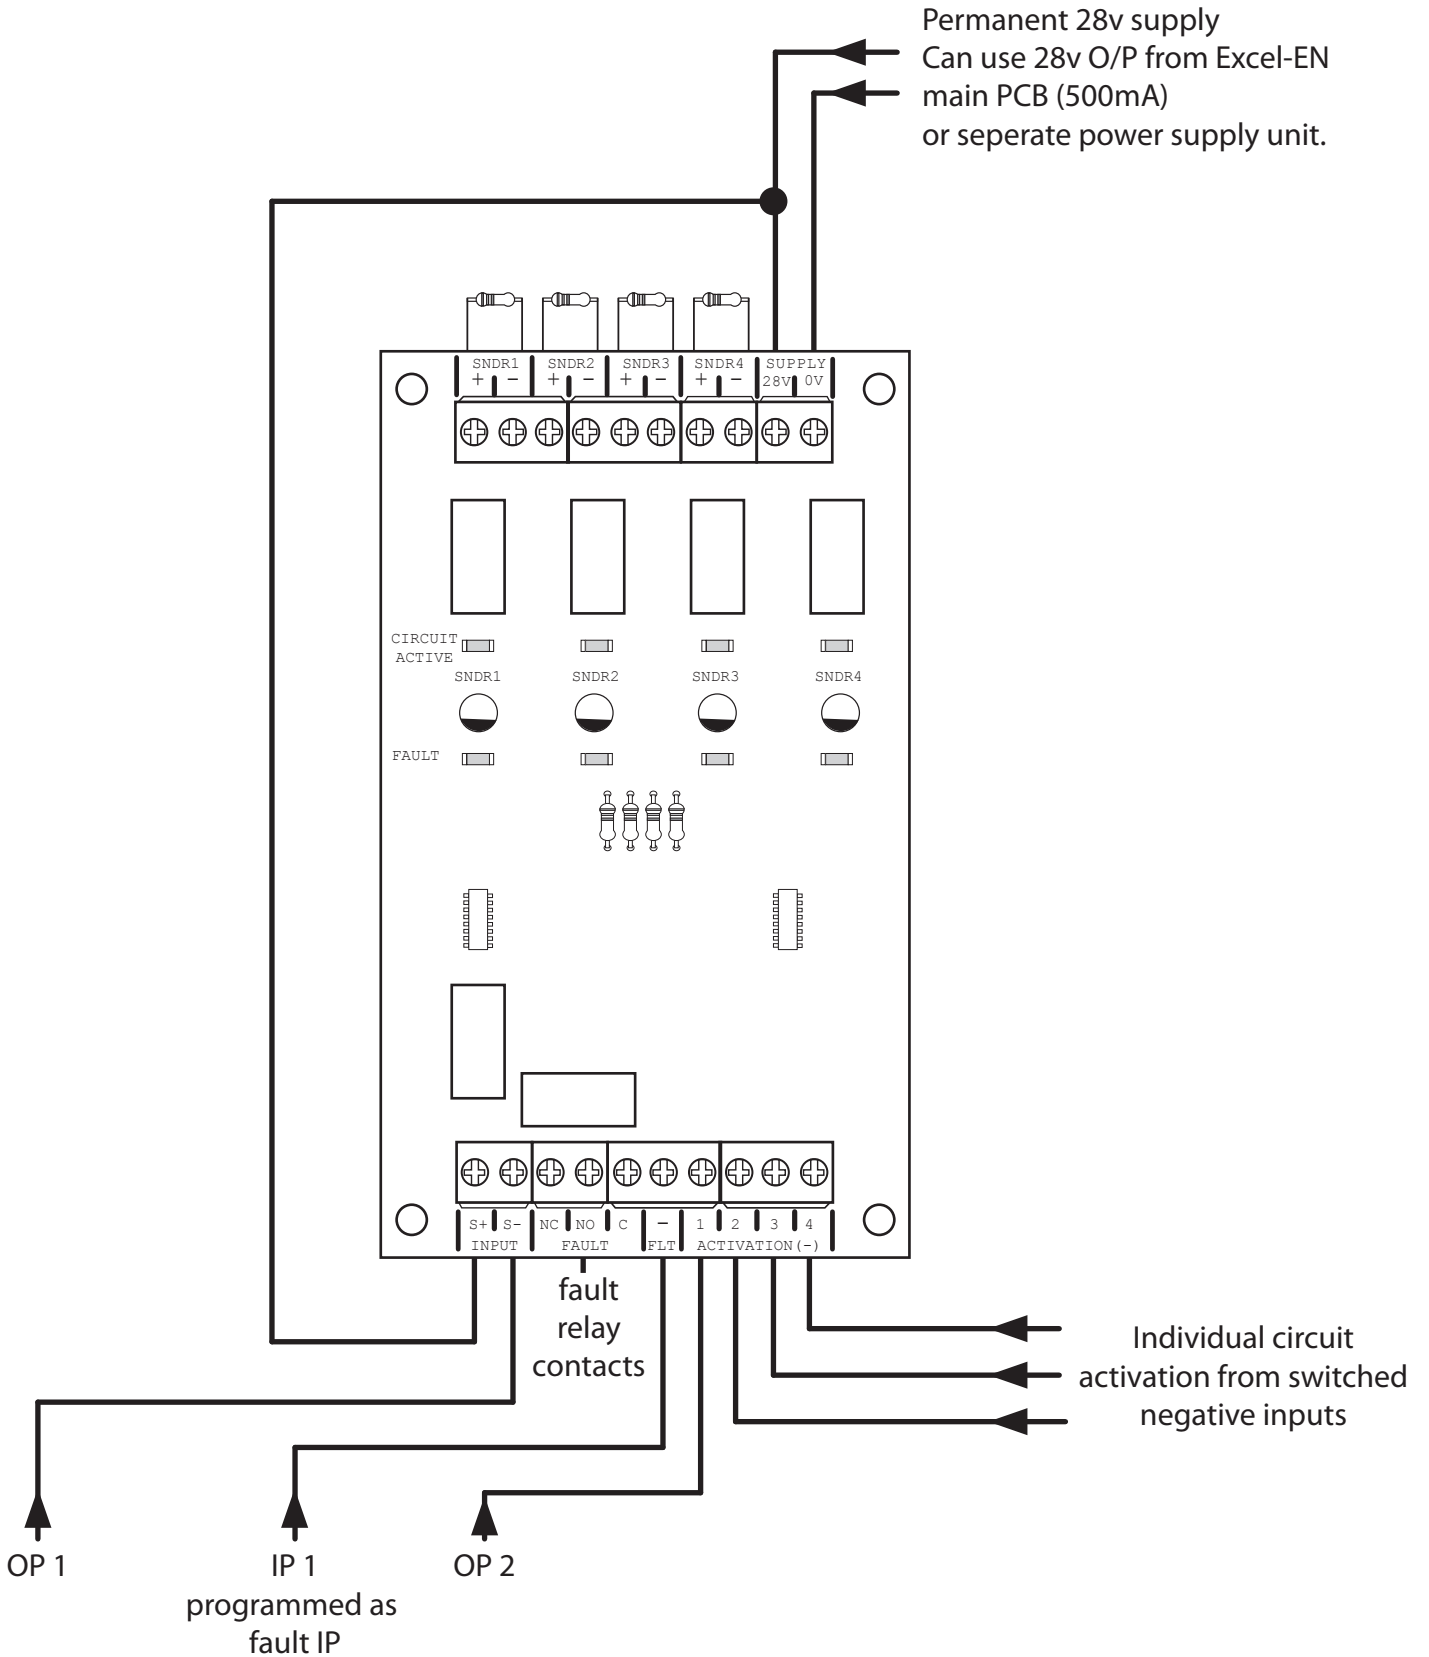 Permanent 28v supply
Can use 28v O/P from Excel-EN
main PCB (500mA)
or seperate power supply unit.
SNDR1 SNDR2 SNDR3 SNDR4 SUPPLY
+ - + - + - + - 28V 0V
CIRCUIT
ACTIVE
SNDR1 SNDR2 SNDR3 SNDR4
FAULT
S+ S- NC NO C - 1 2 3 4
INPUT FAULT FLT ACTIVATION(-)
fault
relay
contacts
Individual circuit
activation from switched
negative inputs
OP 1
IP 1
programmed as
fault IP
OP 2